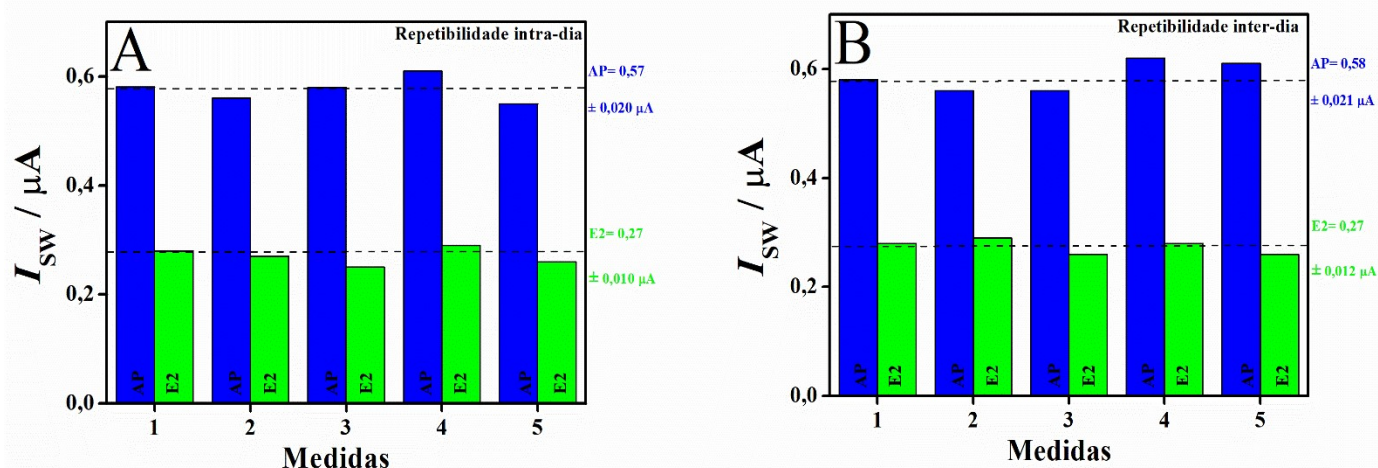 A
Repetibilidade intra-dia
AP= 0,57
± 0,020 µA
E2= 0,27
± 0,010 µA
I_SW / µA
0,6
0,4
0,2
0,0
AP E2 AP E2 AP E2 AP E2 AP E2
1 2 3 4 5
Medidas
B
Repetibilidade inter-dia
AP= 0,58
± 0,021 µA
E2= 0,27
± 0,012 µA
I_SW / µA
0,6
0,4
0,2
0,0
AP E2 AP E2 AP E2 AP E2 AP E2
1 2 3 4 5
Medidas